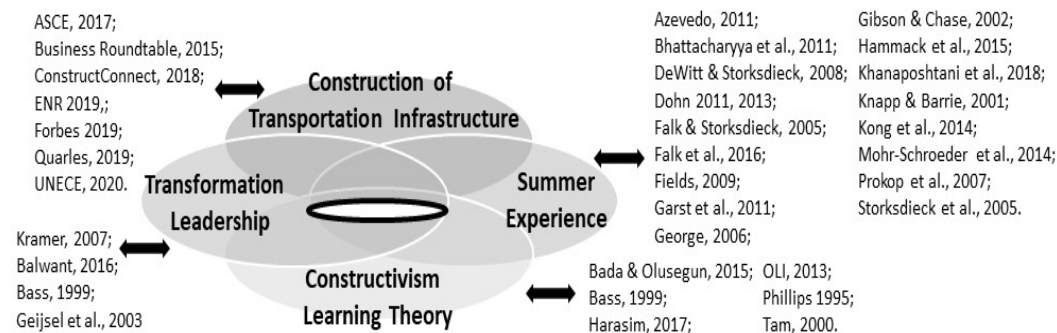 ASCE, 2017;
Business Roundtable, 2015;
ConstructConnect, 2018;
ENR 2019,;
Forbes 2019;
Quarles, 2019;
UNECE, 2020.
Construction of
Transportation Infrastructure
Azevedo, 2011;
Bhattacharyya et al., 2011;
DeWitt & Storksdieck, 2008;
Dohn 2011, 2013;
Falk & Storksdieck, 2005;
Falk et al., 2016;
Fields, 2009;
Garst et al., 2011;
George, 2006;
Gibson & Chase, 2002;
Hammack et al., 2015;
Khanaposhtani et al., 2018;
Knapp & Barrie, 2001;
Kong et al., 2014;
Mohr-Schroeder et al., 2014;
Prokop et al., 2007;
Storksdieck et al., 2005.
Transformation
Leadership
Summer
Experience
Kramer, 2007;
Balwant, 2016;
Bass, 1999;
Geijsel et al., 2003
Constructivism
Learning Theory
Bada & Olusegun, 2015;
Bass, 1999;
Harasim, 2017;
OLI, 2013;
Phillips 1995;
Tam, 2000.